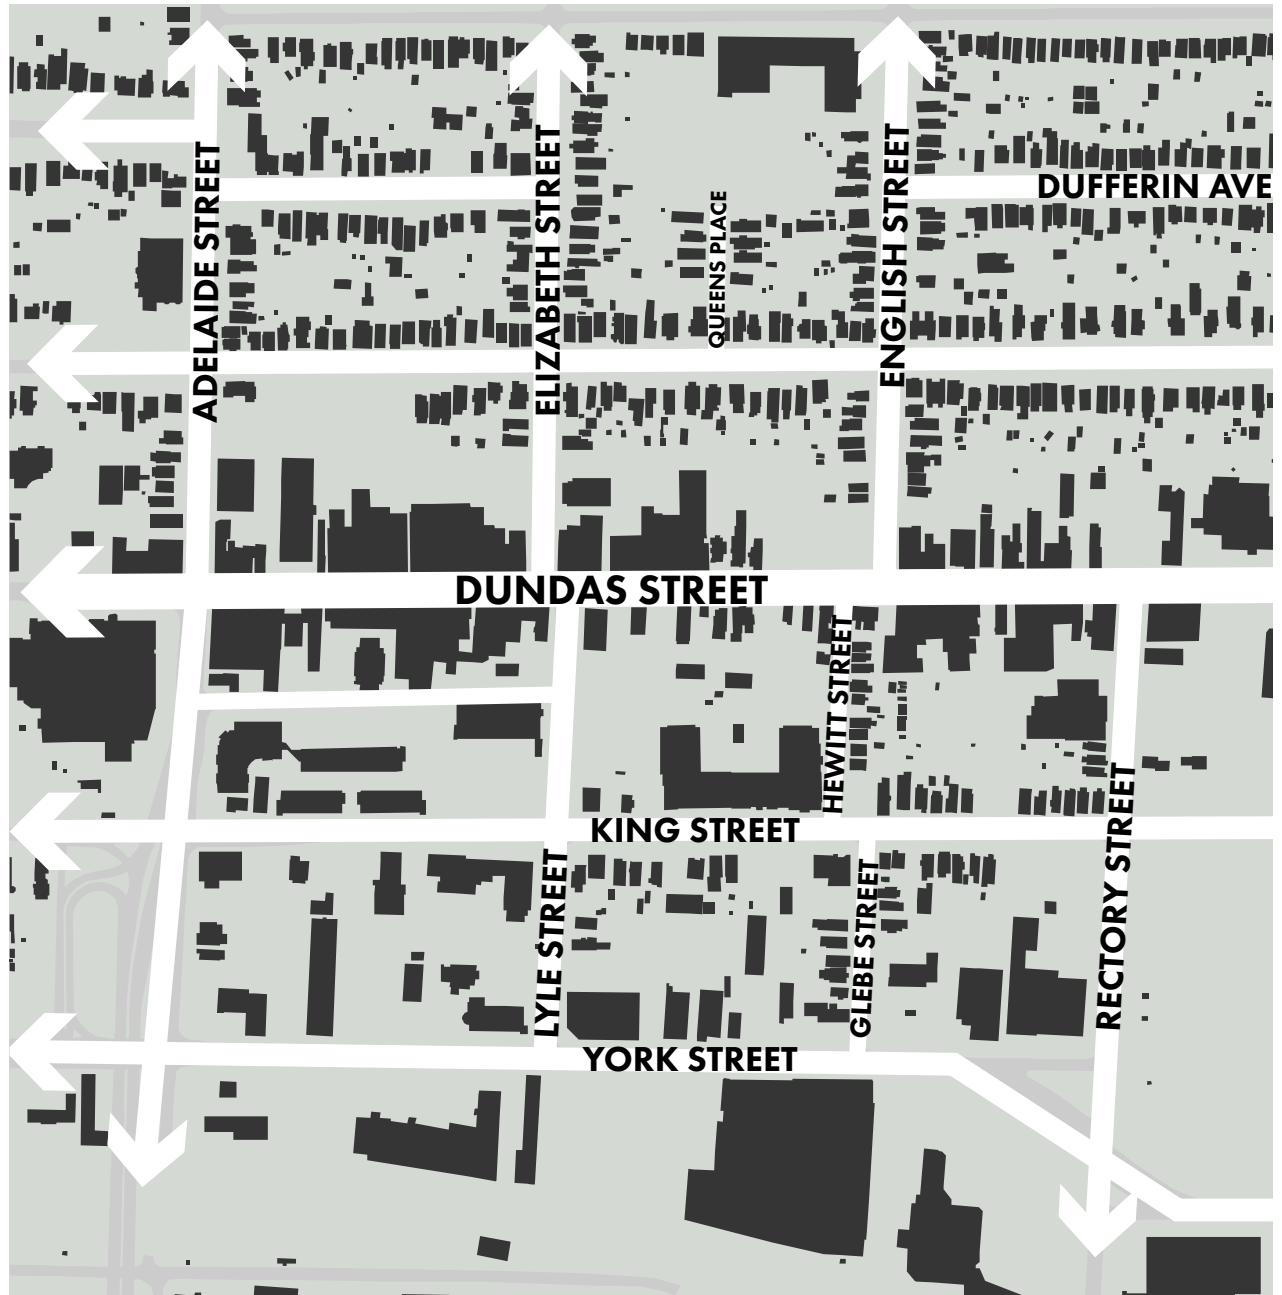 DUFFERIN AVE
ADELAIDE STREET
ELIZABETH STREET
QUEENS PLACE
ENGLISH STREET
DUNDAS STREET
HEWITT STREET
KING STREET
RECTORY STREET
LYLE STREET
GLEBE STREET
YORK STREET